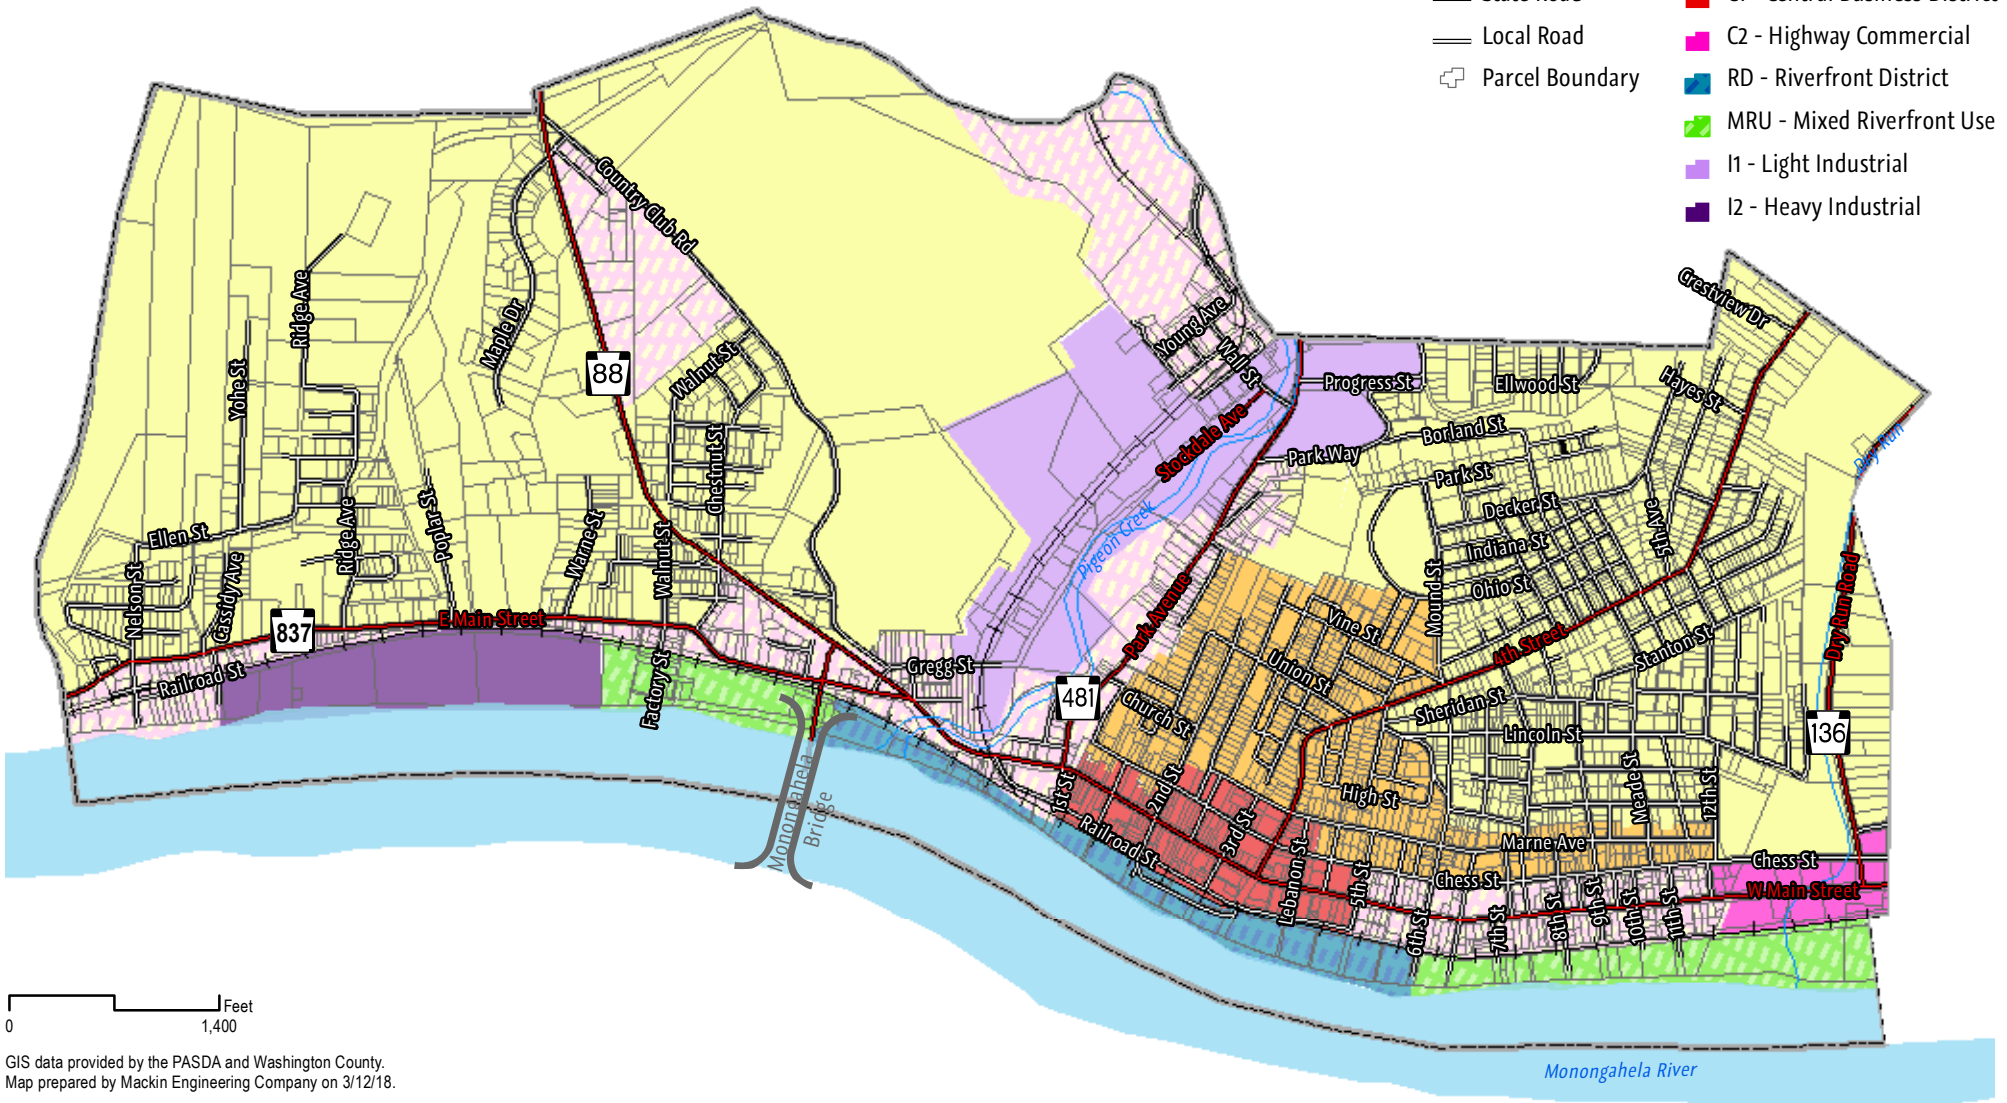 Local Road
Parcel Boundary
C2 - Highway Commercial
RD - Riverfront District
MRU - Mixed Riverfront Use
I1 - Light Industrial
I2 - Heavy Industrial
Country Club Rd
Crestview Dr
Ridge Ave
Maple Dr
Young Ave
Yohe St
88
Walnut St
Wall St
Progress St
Ellwood St
Hayes St
Stockdale Ave
Borland St
Dry Run
Chestnut St
Park Way
Park St
Ellen St
Ridge Ave
Poplar St
Marne St
Walnut St
Pigeon Creek
Decker St
5th Ave
Indiana St
Ohio St
Mound St
Nelson St
Cassidy Ave
837
E Main Street
Park Avenue
Vine St
4th Street
Stanton St
Dry Run Road
Railroad St
Factory St
Gregg St
481
Church St
Union St
Sheridan St
Lincoln St
136
Monongahela
Bridge
1st St
2nd St
3rd St
High St
Meade St
12th St
Railroad St
Lebanon St
5th St
Marne Ave
Chess St
Chess St
W Main Street
6th St
7th St
8th St
9th St
10th St
11th St
Feet
0
1,400
GIS data provided by the PASDA and Washington County.
Map prepared by Mackin Engineering Company on 3/12/18.
Monongahela River